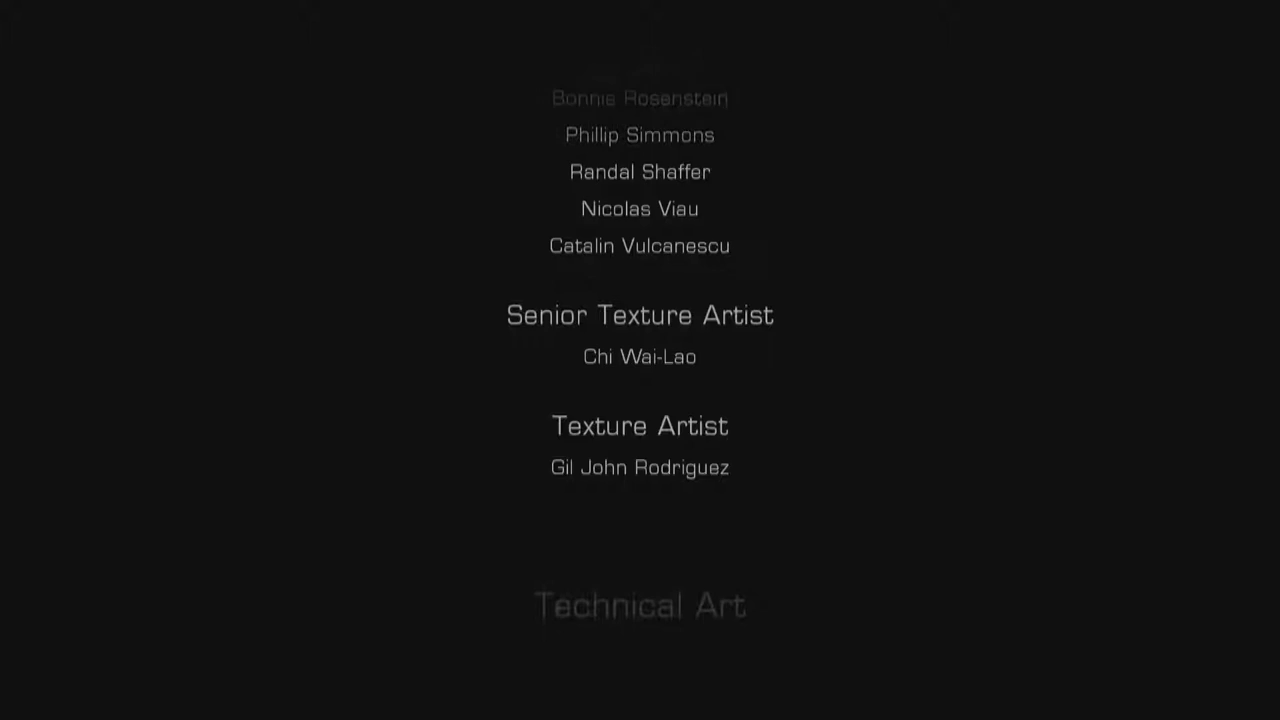 Bonnie Rosenstein
Phillip Simmons
Randal Shaffer
Nicolas Viau
Catalin Vulcanescu
Senior Texture Artist
Chi Wai-Lao
Texture Artist
Gil John Rodriguez
Technical Art